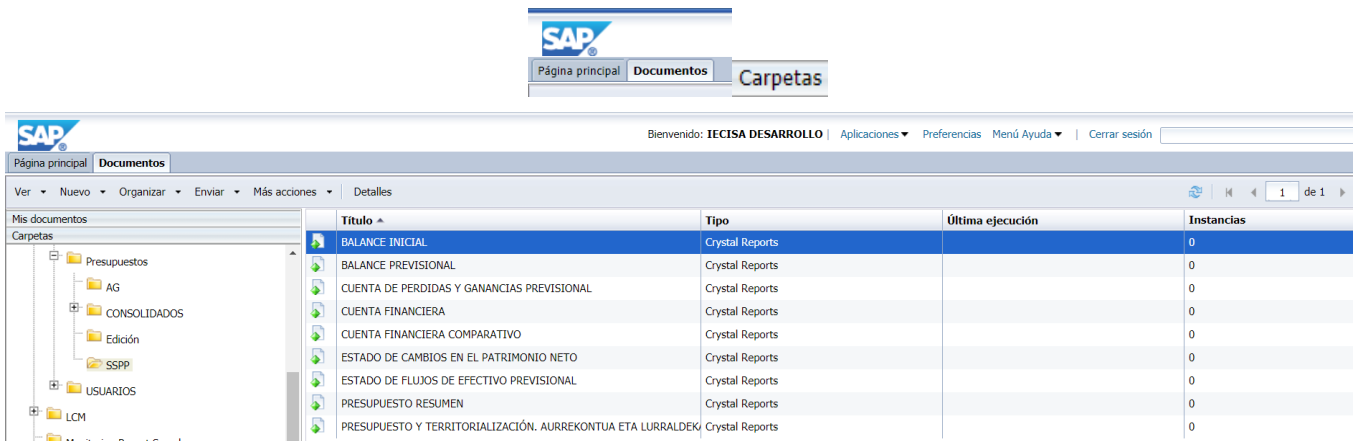 SAP
Página principal Documentos
Carpetas
SAP
Bienvenido: IECISA DESARROLLO | Aplicaciones Preferencias Menú Ayuda | Cerrar sesión
Página principal Documentos
Ver Nuevo Organizar Enviar Más acciones Detalles 1 de 1
Mis documentos
Carpetas
Presupuestos
AG
CONSOLIDADOS
Edición
SSPP
USUARIOS
LCM
Título Tipo Última ejecución Instancias
BALANCE INICIAL Crystal Reports 0
BALANCE PREVISIONAL Crystal Reports 0
CUENTA DE PERDIDAS Y GANANCIAS PREVISIONAL Crystal Reports 0
CUENTA FINANCIERA Crystal Reports 0
CUENTA FINANCIERA COMPARATIVO Crystal Reports 0
ESTADO DE CAMBIOS EN EL PATRIMONIO NETO Crystal Reports 0
ESTADO DE FLUJOS DE EFECTIVO PREVISIONAL Crystal Reports 0
PRESUPUESTO RESUMEN Crystal Reports 0
PRESUPUESTO Y TERRITORIALIZACIÓN. AURREKONTUA ETA LURRALDEKA Crystal Reports 0